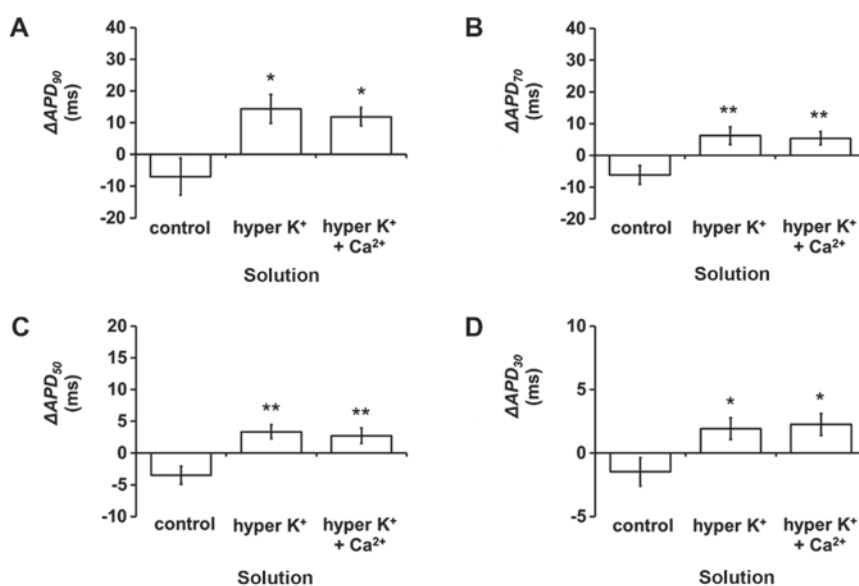 A
ΔAPD90
(ms)
40
30
20
10
0
-10
-20
*
*
control
hyper K⁺
hyper K⁺
+ Ca²⁺
Solution
B
ΔAPD70
(ms)
40
30
20
10
0
-10
-20
**
**
control
hyper K⁺
hyper K⁺
+ Ca²⁺
Solution
C
ΔAPD50
(ms)
20
15
10
5
0
-5
-10
**
**
control
hyper K⁺
hyper K⁺
+ Ca²⁺
Solution
D
ΔAPD30
(ms)
10
5
0
-5
*
*
control
hyper K⁺
hyper K⁺
+ Ca²⁺
Solution